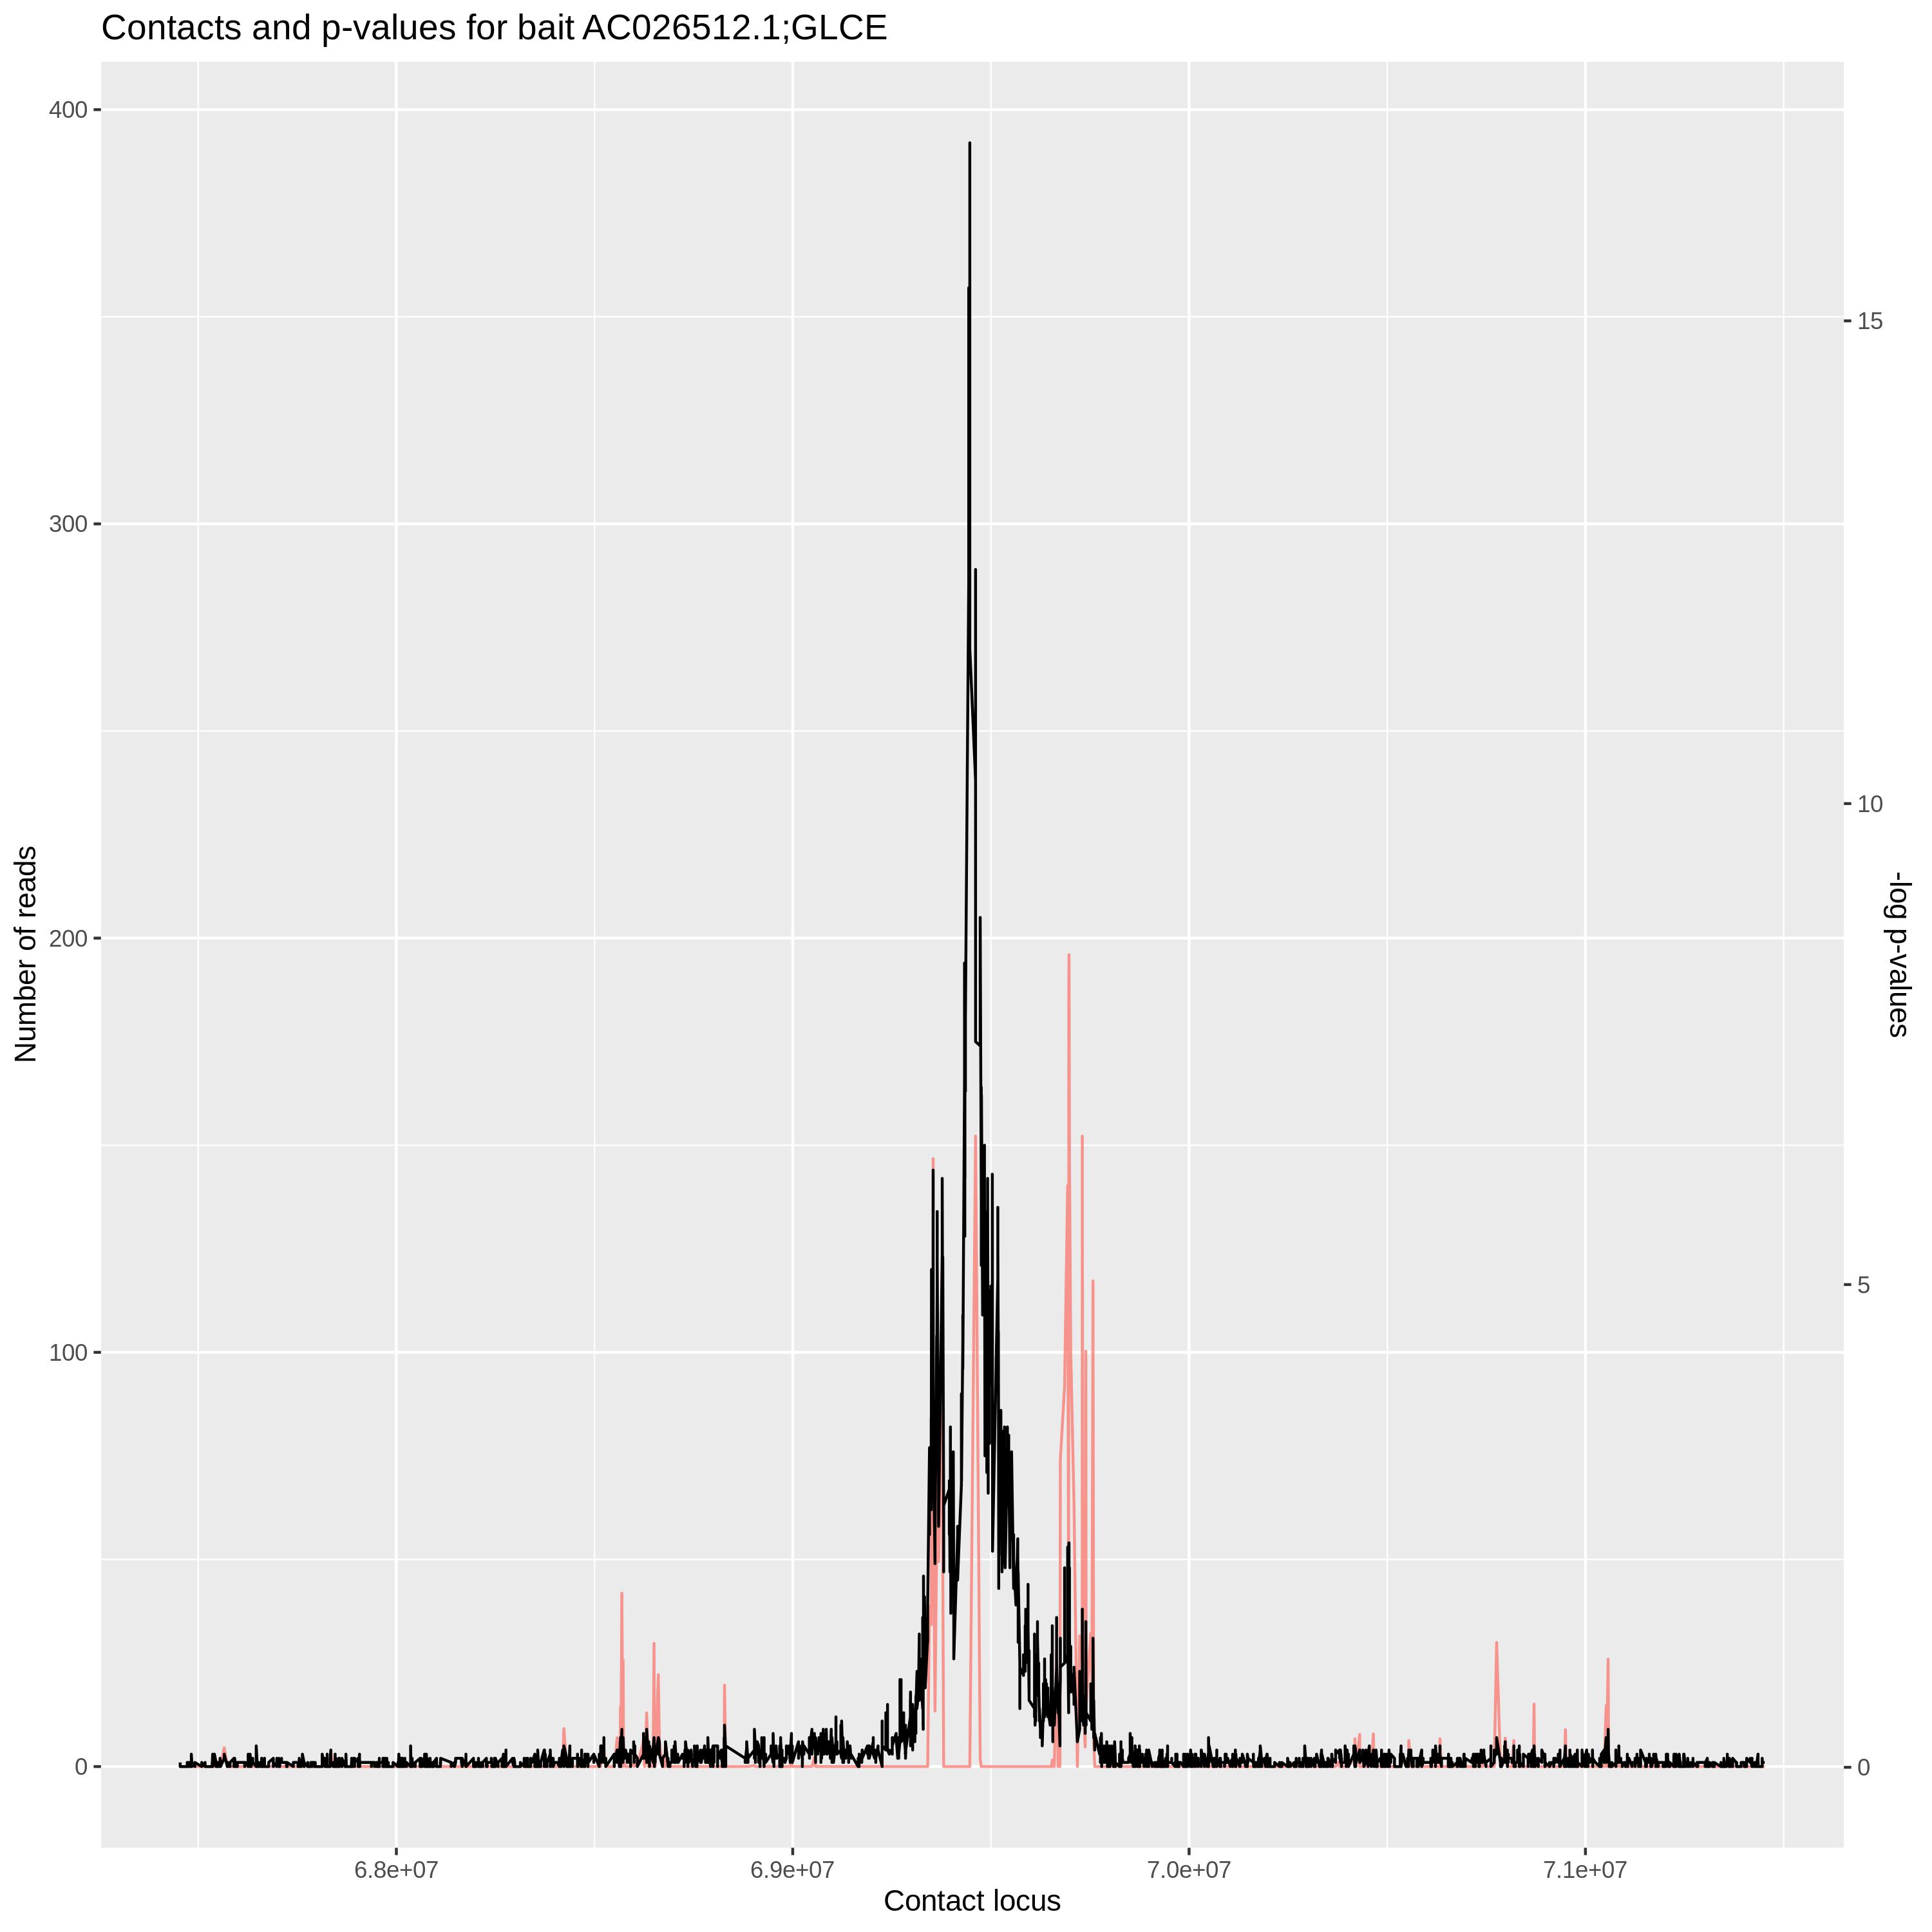 Contacts and p-values for bait AC026512.1;GLCE
400
300
200
100
0
Number of reads
15
10
5
0
-log p-values
6.8e+07
6.9e+07
7.0e+07
7.1e+07
Contact locus